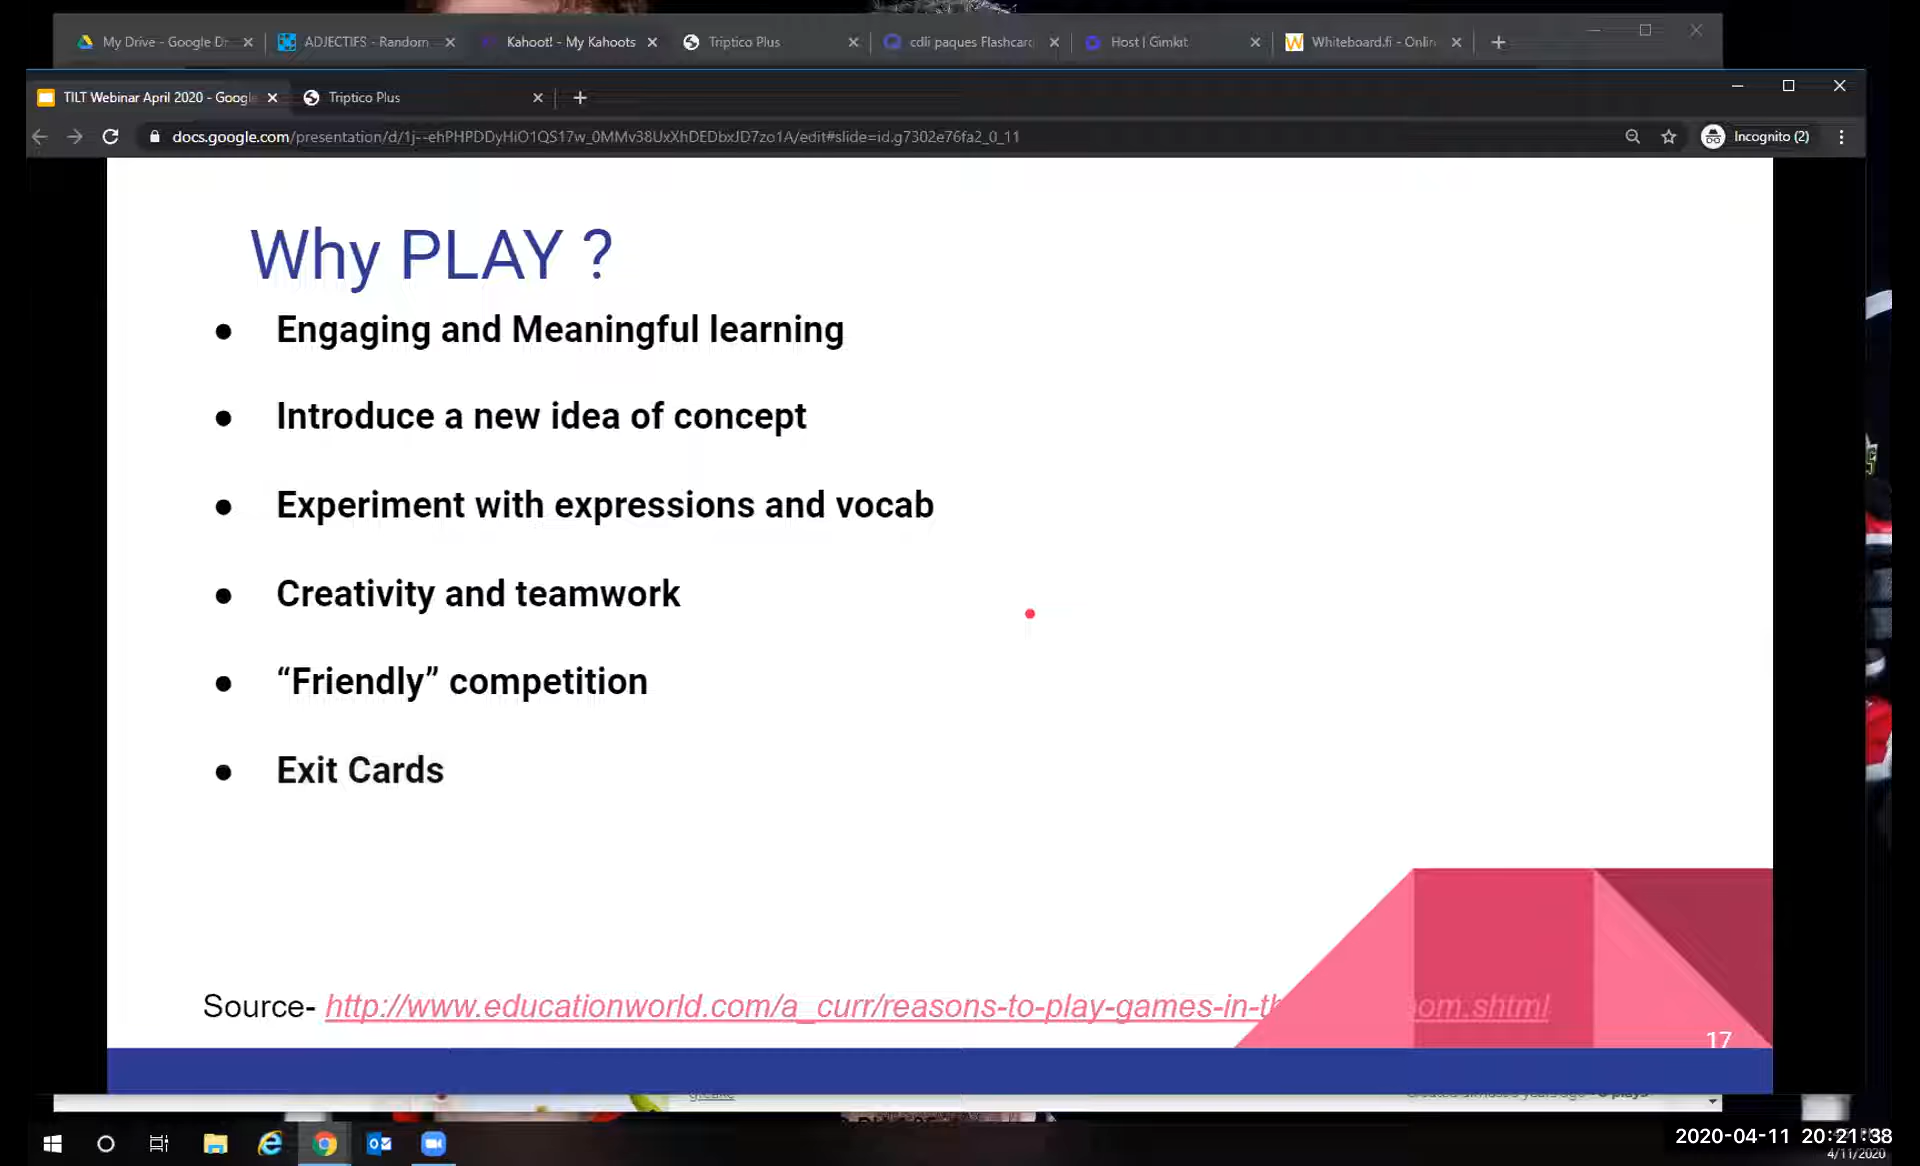 My Drive - Google Dr
ADJECTIFS - Random
Kahoot! - My Kahoots
Triptico Plus
cdli paques Flashcard
Host | Gimkit
Whiteboard.fi - Onlin
TILT Webinar April 2020 - Google
Triptico Plus
docs.google.com/presentation/d/1j--ehPHPDDyHiO1QS17w_0MMv38UxXhDEDbxJD7zo1A/edit#slide=id.g7302e76fa2_0_11
Incognito (2)
Why PLAY ?
● Engaging and Meaningful learning
● Introduce a new idea of concept
● Experiment with expressions and vocab
● Creativity and teamwork
● “Friendly” competition
● Exit Cards
Source- http://www.educationworld.com/a_curr/reasons-to-play-games-in-th om.shtml
17
2020-04-11 20:21:38
4/11/2020